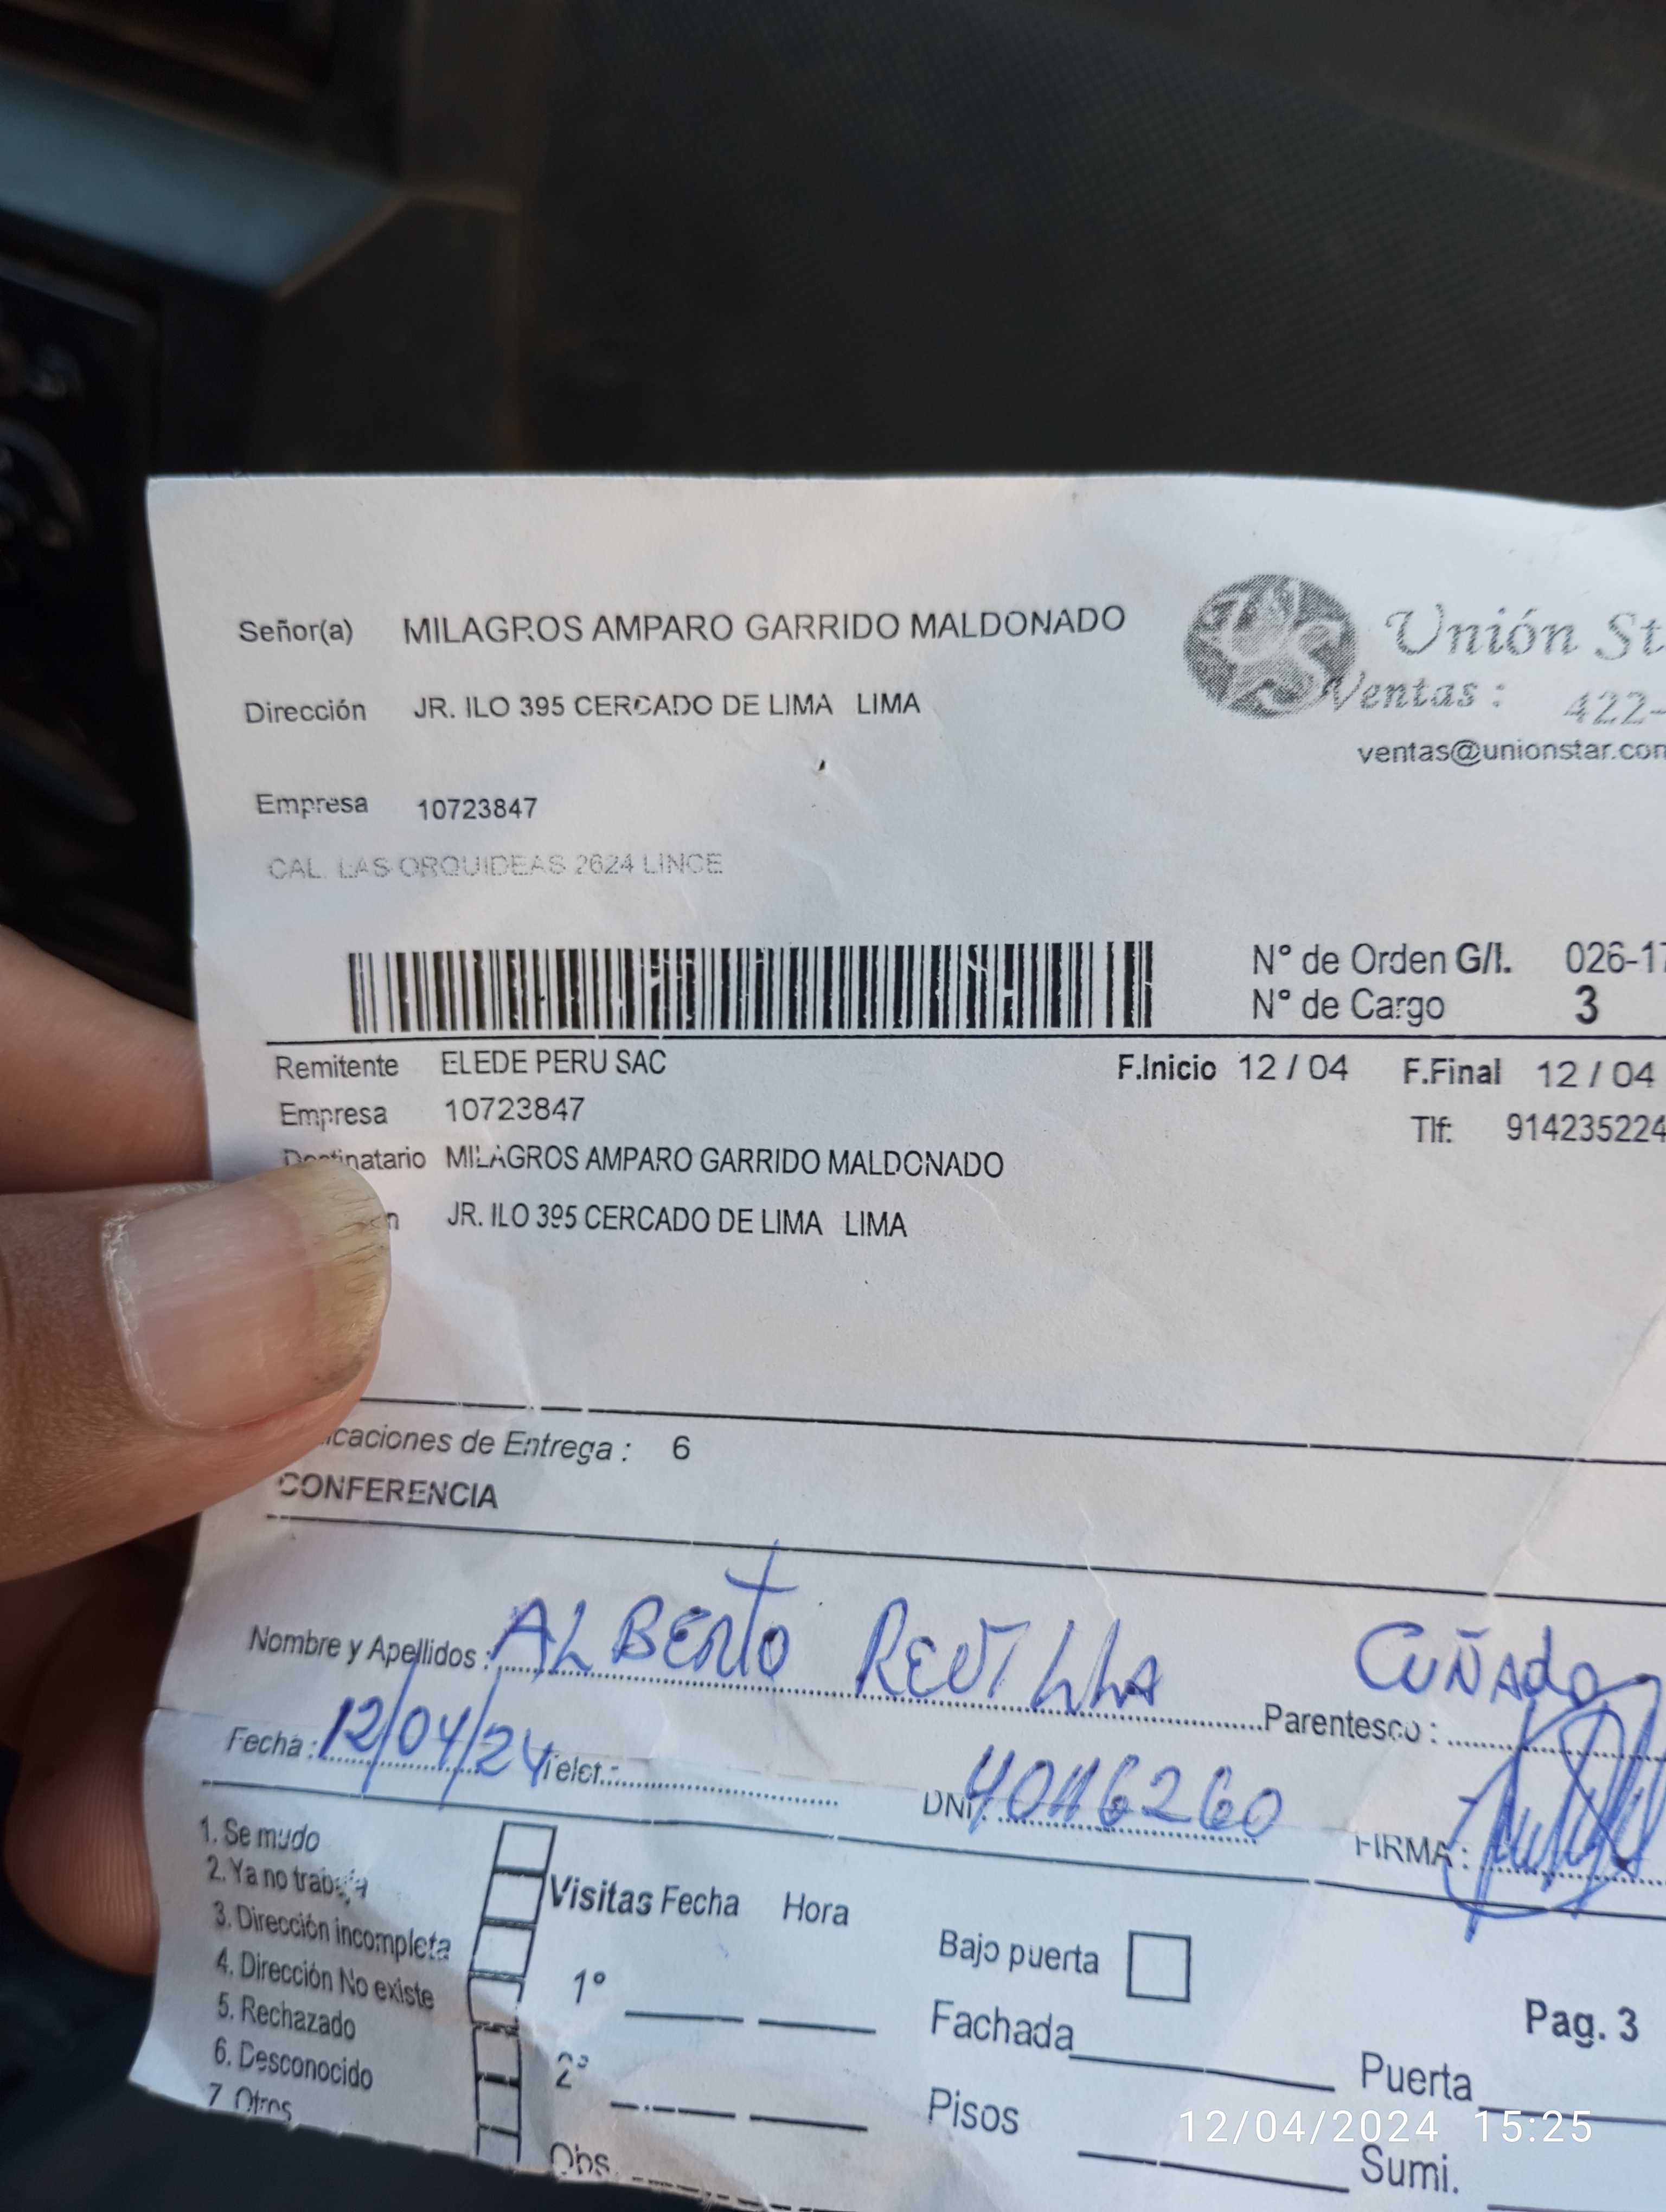 Señor(a) MILAGROS AMPARO GARRIDO MALDONADO
Unión St
Dirección JR. ILO 395 CERCADO DE LIMA LIMA
Ventas : 422-
ventas@unionstar.con
Empresa 10723847
CAL. LAS ORQUIDEAS 2624 LINCE
N° de Orden G/I. 026-17
N° de Cargo 3
Remitente ELEDE PERU SAC F.Inicio 12 / 04 F.Final 12 / 04
Empresa 10723847 Tlf: 914235224
Destinatario MILAGROS AMPARO GARRIDO MALDONADO
n JR. ILO 395 CERCADO DE LIMA LIMA
icaciones de Entrega : 6
CONFERENCIA
Nombre y Apellidos : ALBERTO REVILLA Parentesco : CUÑADO
Fecha : 12/04/24 Telef.: DNI: 40116260 FIRMA :
1. Se mudo
2. Ya no trabaja
3. Dirección incompleta
4. Dirección No existe
5. Rechazado
6. Desconocido
7 Otros
Visitas Fecha Hora
1°
2°
Obs.
Bajo puerta
Fachada
Pisos
Pag. 3
Puerta
Sumi.
12/04/2024 15:25